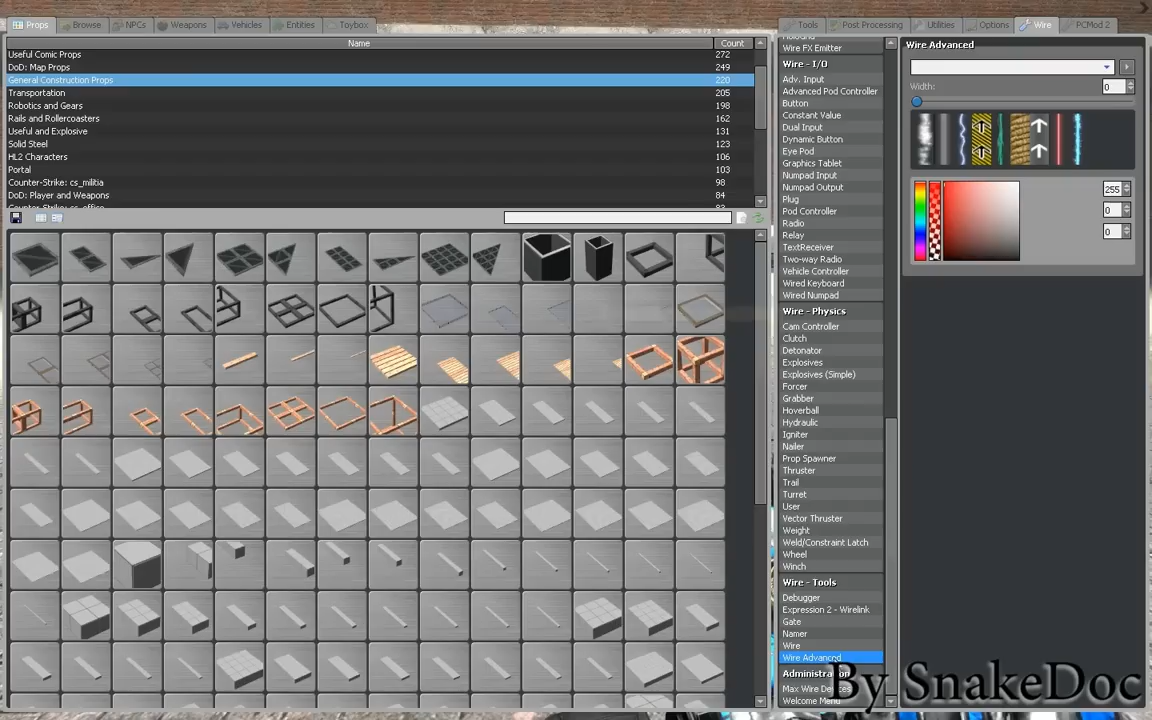 Props Browse NPCs Weapons Vehicles Entities Toybox
Tools Post Processing Utilities Options Wire PCMod 2
Name Count
Useful Comic Props 272
DoD: Map Props 249
General Construction Props 220
Transportation 205
Robotics and Gears 198
Rails and Rollercoasters 162
Useful and Explosive 131
Solid Steel 123
HL2 Characters 106
Portal 103
Counter-Strike: cs_militia 98
DoD: Player and Weapons 84
Wire FX Emitter
Wire - I/O
Adv. Input
Advanced Pod Controller
Button
Constant Value
Dual Input
Dynamic Button
Eye Pod
Graphics Tablet
Numpad Input
Numpad Output
Plug
Pod Controller
Radio
Relay
TextReceiver
Two-way Radio
Vehicle Controller
Wired Keyboard
Wired Numpad
Wire - Physics
Cam Controller
Clutch
Detonator
Explosives
Explosives (Simple)
Forcer
Grabber
Hoverball
Hydraulic
Igniter
Nailer
Prop Spawner
Thruster
Trail
Turret
User
Vector Thruster
Weight
Weld/Constraint Latch
Wheel
Winch
Wire - Tools
Debugger
Expression 2 - Wirelink
Gate
Namer
Wire
Wire Advanced
Administration
Max Wire Devices
Welcome Menu
Wire Advanced
Width: 0
255
0
0
By SnakeDoc